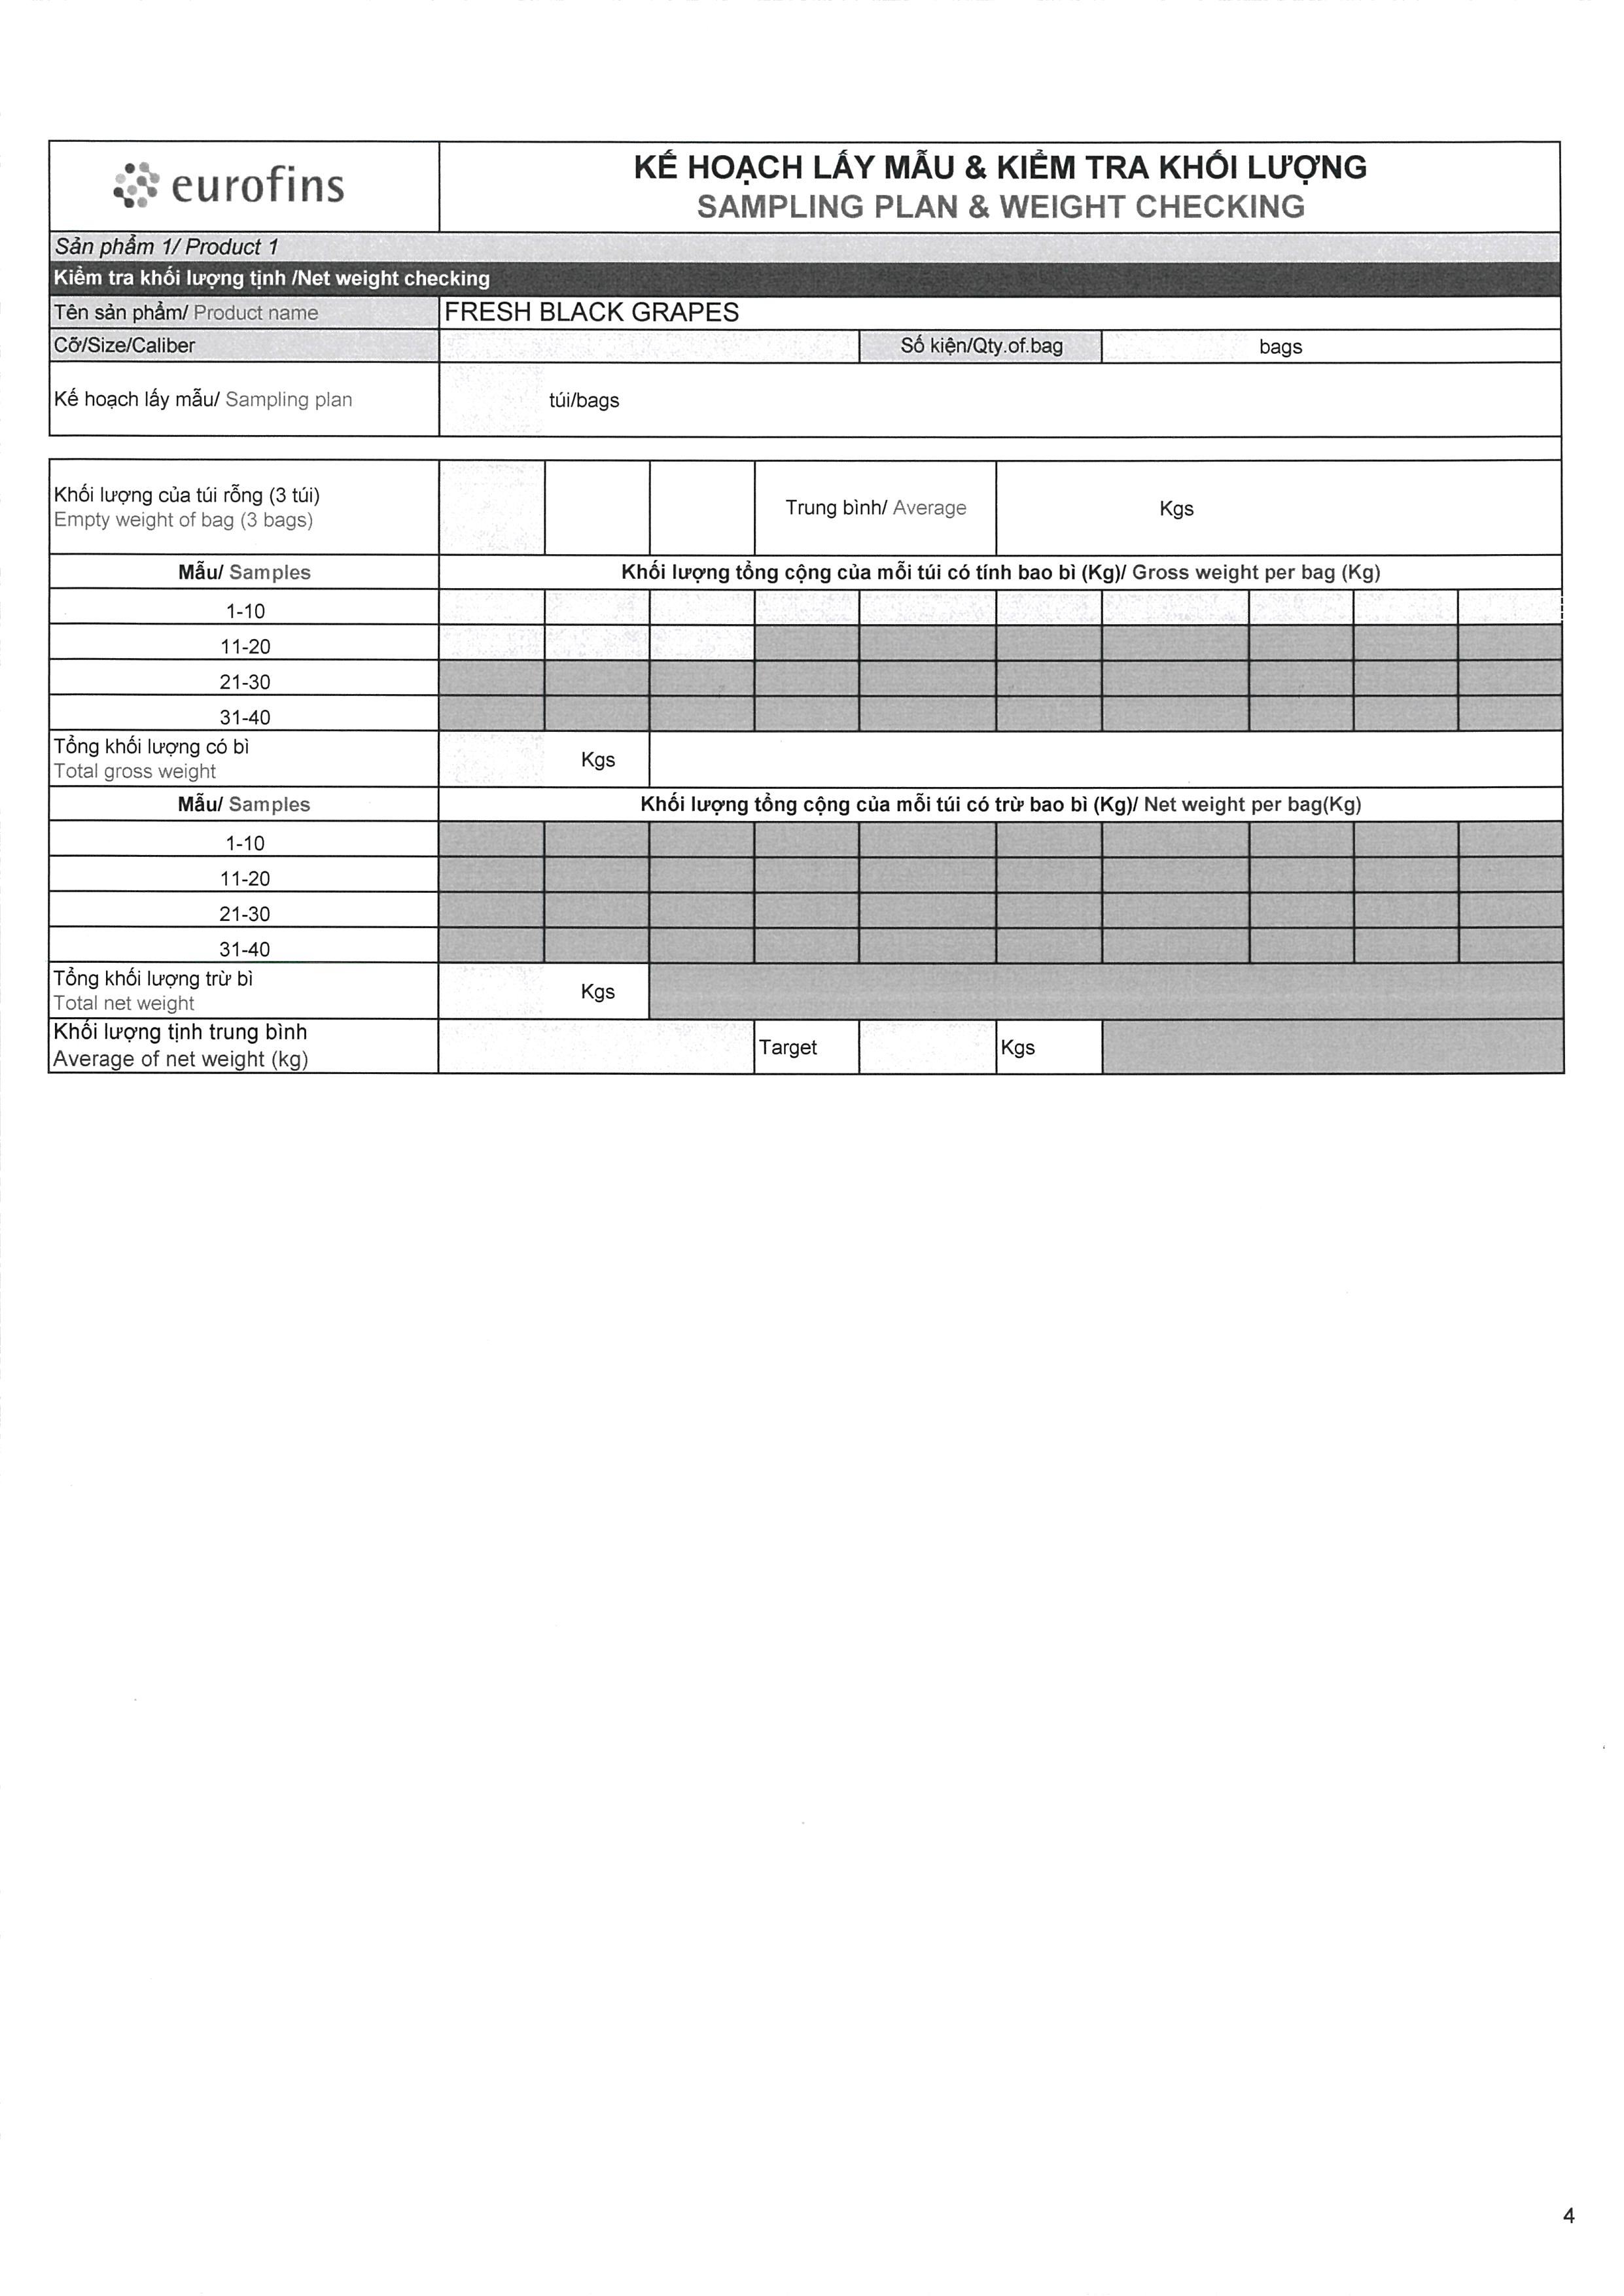 eurofins
KẾ HOẠCH LẤY MẪU & KIỂM TRA KHỐI LƯỢNG
SAMPLING PLAN & WEIGHT CHECKING
Sản phẩm 1/ Product 1
Kiểm tra khối lượng tịnh /Net weight checking
Tên sản phẩm/ Product name FRESH BLACK GRAPES
Cỡ/Size/Caliber Số kiện/Qty.of.bag bags
Kế hoạch lấy mẫu/ Sampling plan túi/bags
Khối lượng của túi rỗng (3 túi)
Empty weight of bag (3 bags)
Trung bình/ Average Kgs
Mẫu/ Samples Khối lượng tổng cộng của mỗi túi có tính bao bì (Kg)/ Gross weight per bag (Kg)
1-10
11-20
21-30
31-40
Tổng khối lượng có bì
Total gross weight
Kgs
Mẫu/ Samples Khối lượng tổng cộng của mỗi túi có trừ bao bì (Kg)/ Net weight per bag(Kg)
1-10
11-20
21-30
31-40
Tổng khối lượng trừ bì
Total net weight
Kgs
Khối lượng tịnh trung bình
Average of net weight (kg)
Target Kgs
4